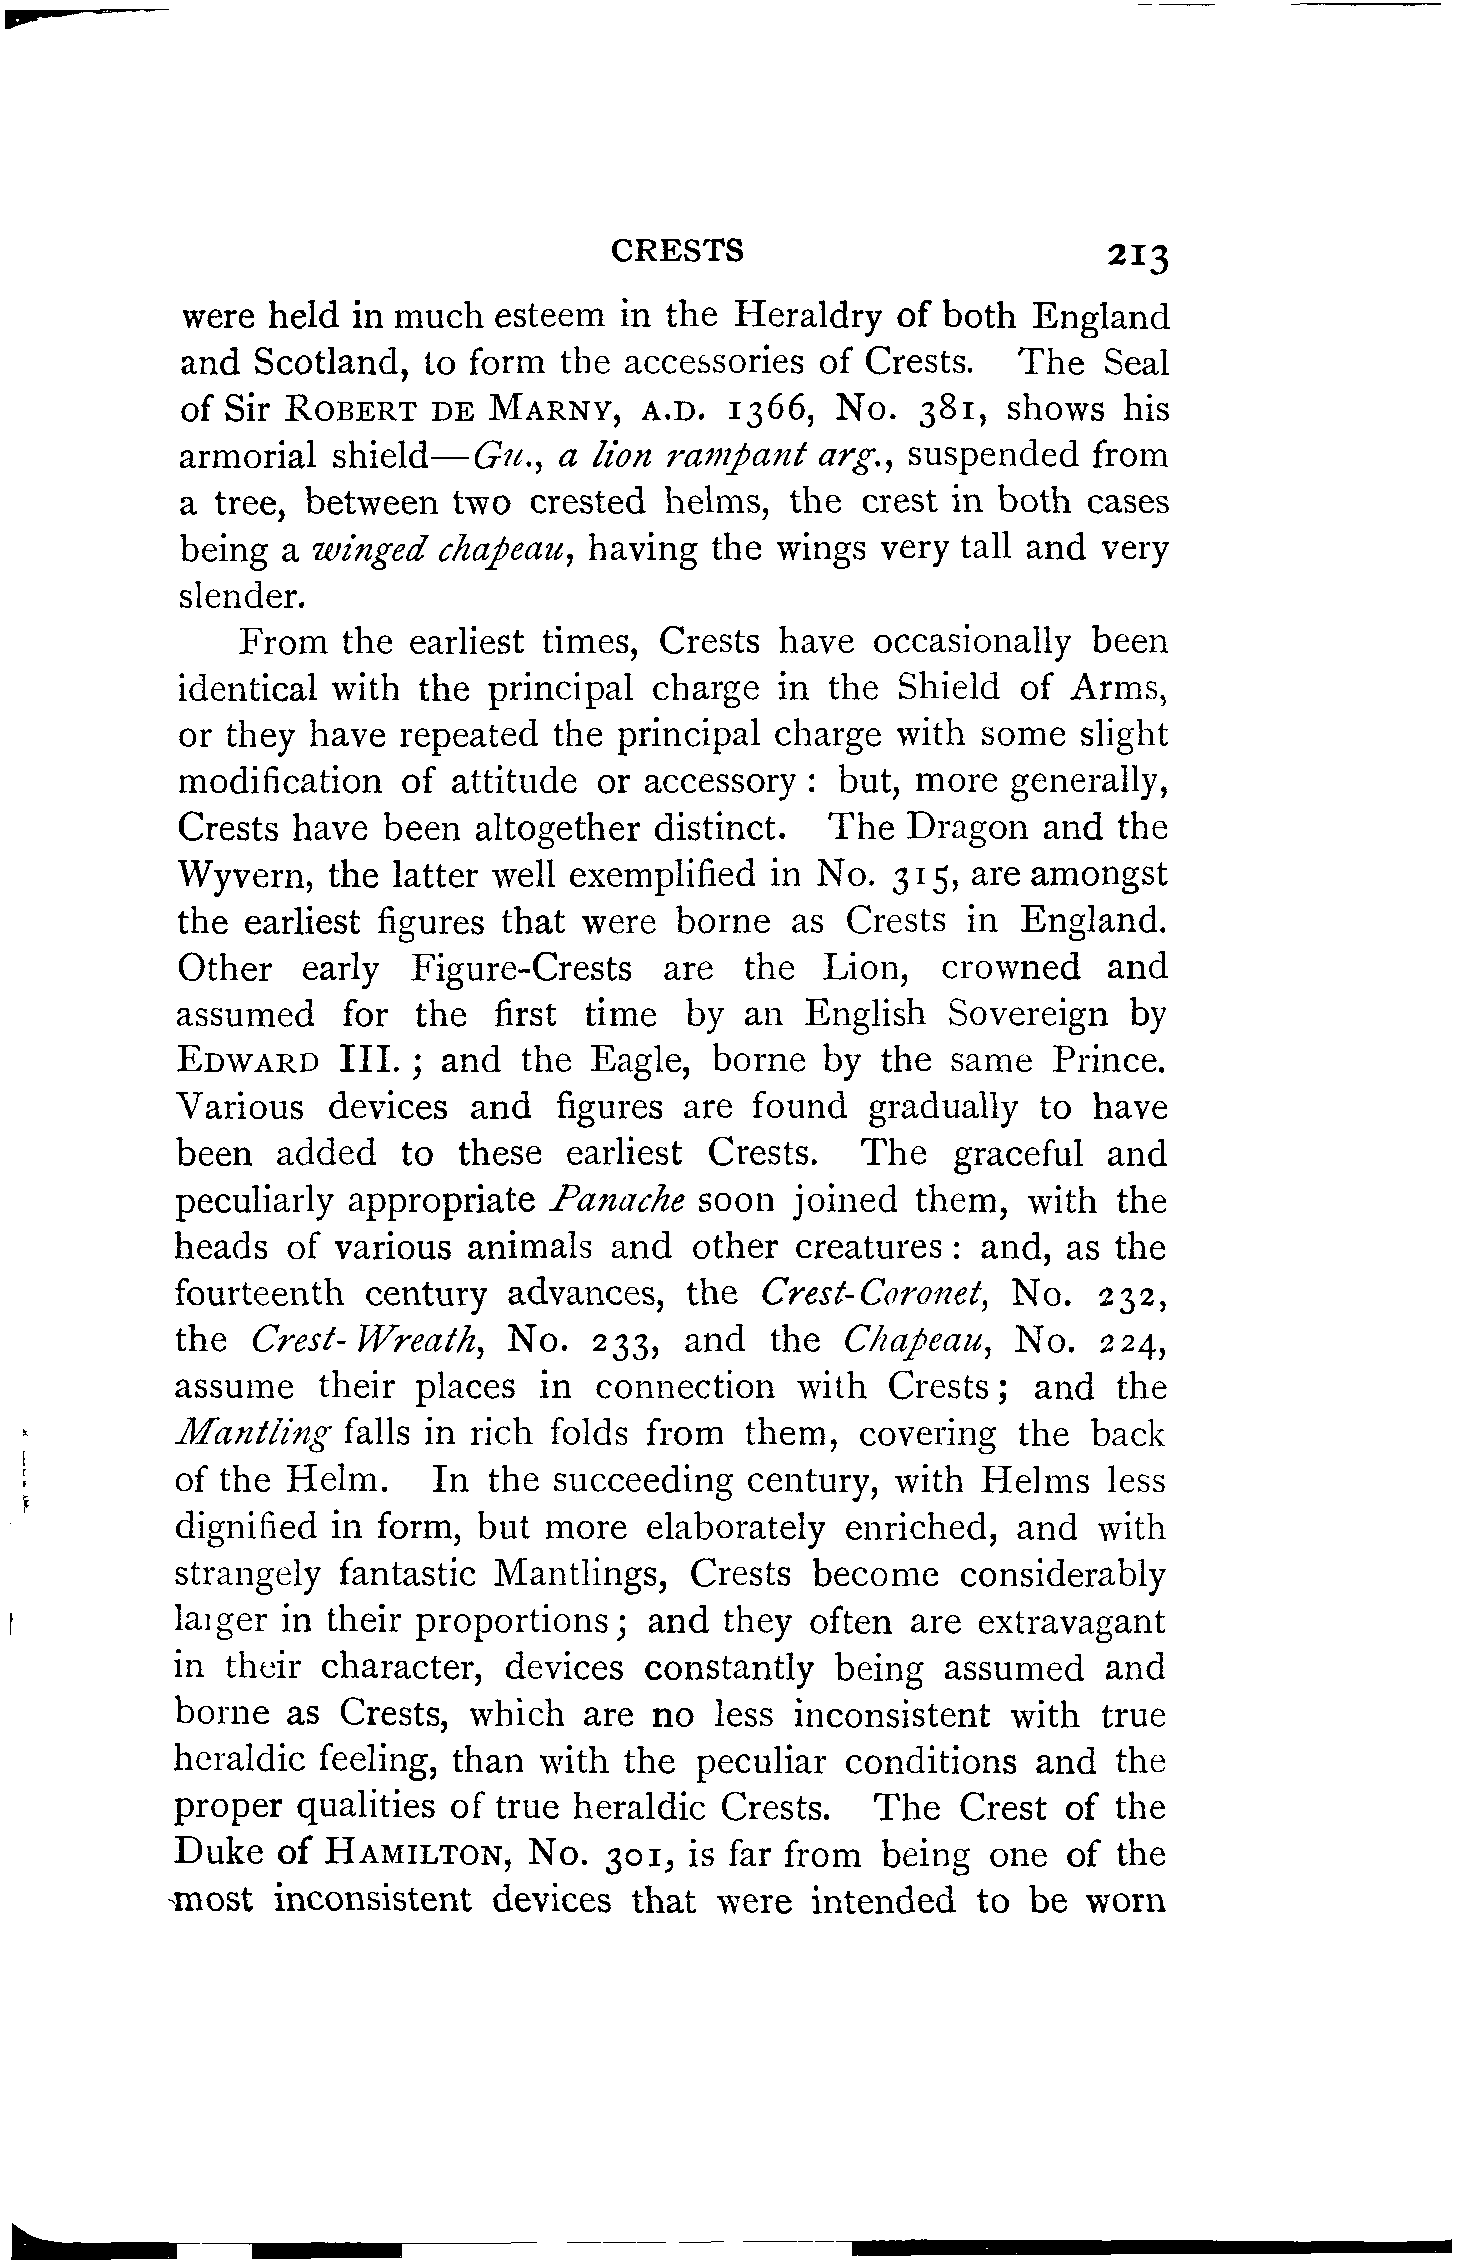 CRESTS 213
were held in much esteem in the Heraldry of both England
and Scotland, to form the accessories of Crests. The Seal
of Sir ROBERT DE MARNY, A.D. 1366, No. 381, shows his
armorial shield—Gu., a lion rampant arg., suspended from
a tree, between two crested helms, the crest in both cases
being a winged chapeau, having the wings very tall and very
slender.
From the earliest times, Crests have occasionally been
identical with the principal charge in the Shield of Arms,
or they have repeated the principal charge with some slight
modification of attitude or accessory : but, more generally,
Crests have been altogether distinct. The Dragon and the
Wyvern, the latter well exemplified in No. 315, are amongst
the earliest figures that were borne as Crests in England.
Other early Figure-Crests are the Lion, crowned and
assumed for the first time by an English Sovereign by
EDWARD III. ; and the Eagle, borne by the same Prince.
Various devices and figures are found gradually to have
been added to these earliest Crests. The graceful and
peculiarly appropriate Panache soon joined them, with the
heads of various animals and other creatures : and, as the
fourteenth century advances, the Crest-Coronet, No. 232,
the Crest-Wreath, No. 233, and the Chapeau, No. 224,
assume their places in connection with Crests ; and the
Mantling falls in rich folds from them, covering the back
of the Helm. In the succeeding century, with Helms less
dignified in form, but more elaborately enriched, and with
strangely fantastic Mantlings, Crests become considerably
larger in their proportions ; and they often are extravagant
in their character, devices constantly being assumed and
borne as Crests, which are no less inconsistent with true
heraldic feeling, than with the peculiar conditions and the
proper qualities of true heraldic Crests. The Crest of the
Duke of HAMILTON, No. 301, is far from being one of the
most inconsistent devices that were intended to be worn